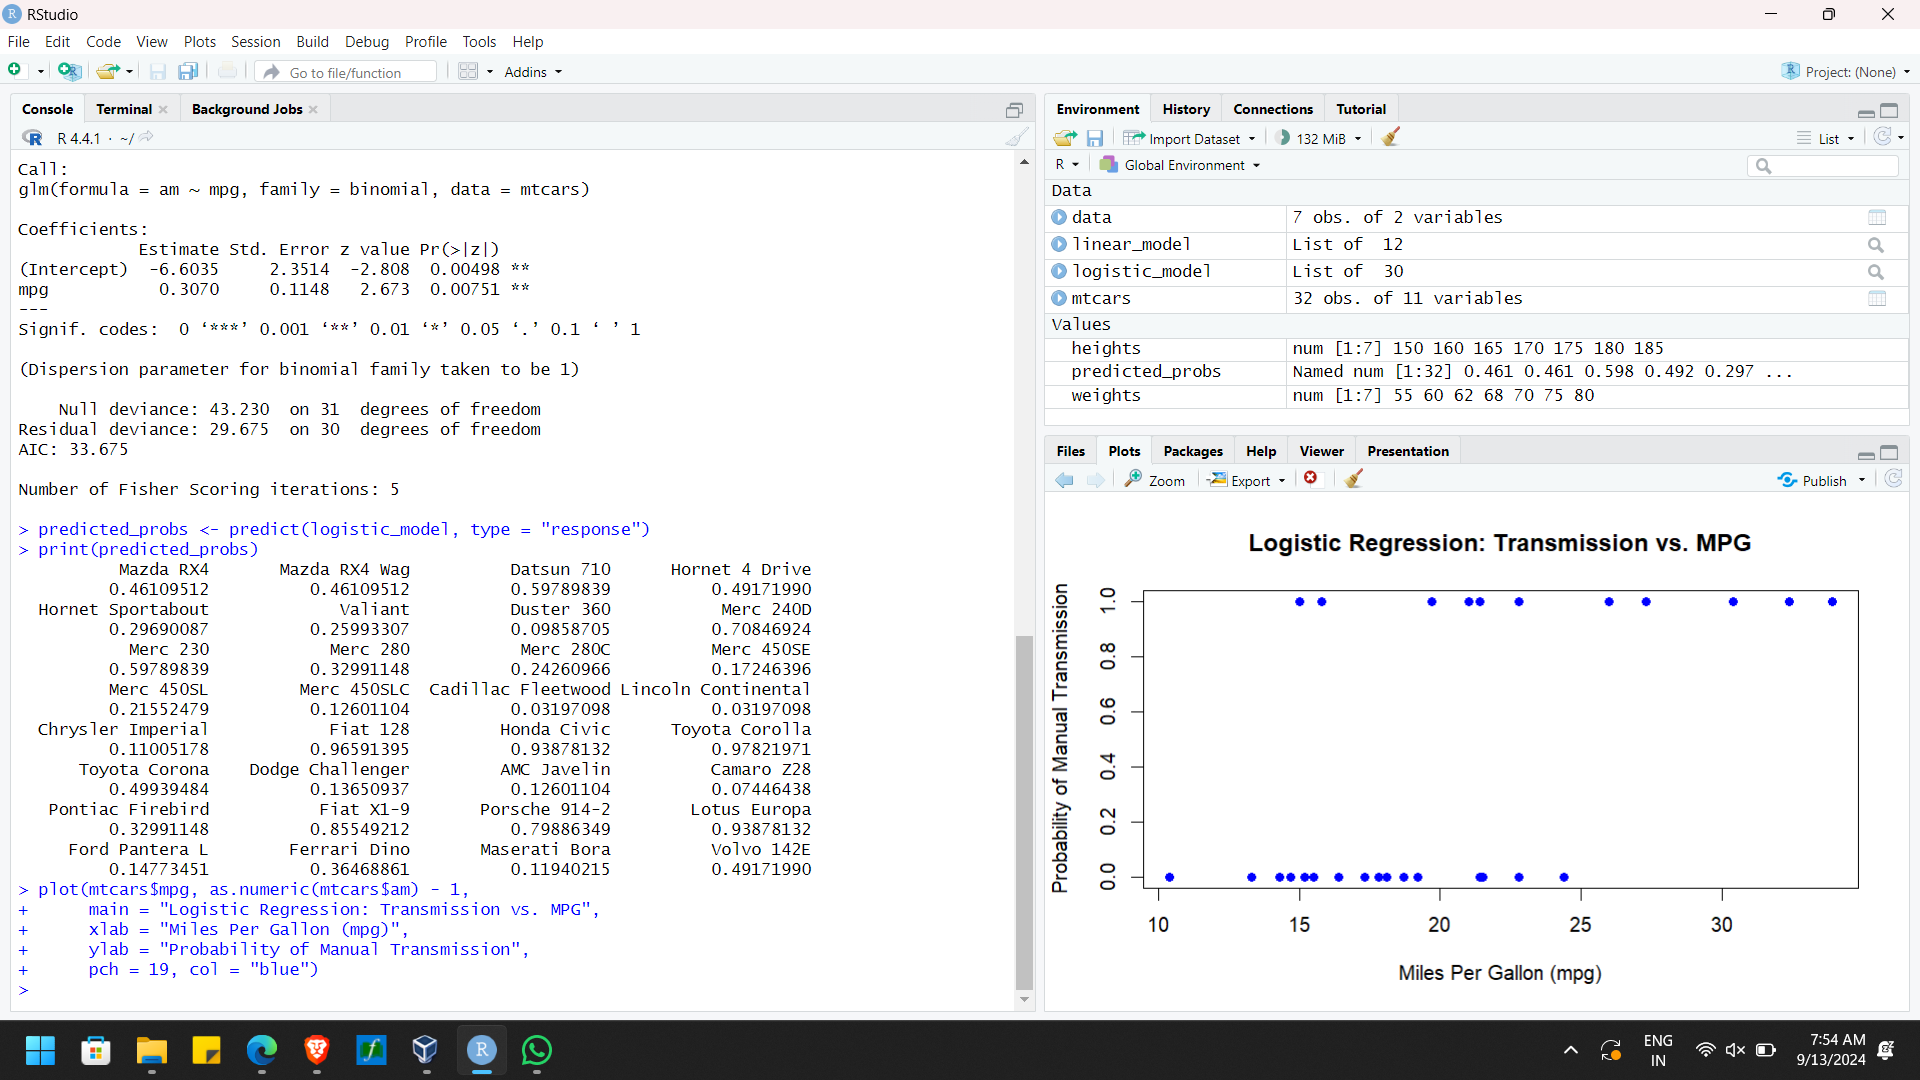 RStudio
File Edit Code View Plots Session Build Debug Profile Tools Help
Go to file/function Addins Project: (None)
Console Terminal Background Jobs
R 4.4.1 · ~/
Call:
glm(formula = am ~ mpg, family = binomial, data = mtcars)
Coefficients:
Estimate Std. Error z value Pr(>|z|)
(Intercept) -6.6035 2.3514 -2.808 0.00498 **
mpg 0.3070 0.1148 2.673 0.00751 **
---
Signif. codes: 0 ‘***’ 0.001 ‘**’ 0.01 ‘*’ 0.05 ‘.’ 0.1 ‘ ’ 1
(Dispersion parameter for binomial family taken to be 1)
Null deviance: 43.230 on 31 degrees of freedom
Residual deviance: 29.675 on 30 degrees of freedom
AIC: 33.675
Number of Fisher Scoring iterations: 5
> predicted_probs <- predict(logistic_model, type = "response")
> print(predicted_probs)
Mazda RX4 Mazda RX4 Wag Datsun 710 Hornet 4 Drive
0.46109512 0.46109512 0.59789839 0.49171990
Hornet Sportabout Valiant Duster 360 Merc 240D
0.29690087 0.25993307 0.09858705 0.70846924
Merc 230 Merc 280 Merc 280C Merc 450SE
0.59789839 0.32991148 0.24260966 0.17246396
Merc 450SL Merc 450SLC Cadillac Fleetwood Lincoln Continental
0.21552479 0.12601104 0.03197098 0.03197098
Chrysler Imperial Fiat 128 Honda Civic Toyota Corolla
0.11005178 0.96591395 0.93878132 0.97821971
Toyota Corona Dodge Challenger AMC Javelin Camaro Z28
0.49939484 0.13650937 0.12601104 0.07446438
Pontiac Firebird Fiat X1-9 Porsche 914-2 Lotus Europa
0.32991148 0.85549212 0.79886349 0.93878132
Ford Pantera L Ferrari Dino Maserati Bora Volvo 142E
0.14773451 0.36468861 0.11940215 0.49171990
> plot(mtcars$mpg, as.numeric(mtcars$am) - 1,
+ main = "Logistic Regression: Transmission vs. MPG",
+ xlab = "Miles Per Gallon (mpg)",
+ ylab = "Probability of Manual Transmission",
+ pch = 19, col = "blue")
>
Environment History Connections Tutorial
Import Dataset 132 MiB List
R Global Environment
Data
data 7 obs. of 2 variables
linear_model List of 12
logistic_model List of 30
mtcars 32 obs. of 11 variables
Values
heights num [1:7] 150 160 165 170 175 180 185
predicted_probs Named num [1:32] 0.461 0.461 0.598 0.492 0.297 ...
weights num [1:7] 55 60 62 68 70 75 80
Files Plots Packages Help Viewer Presentation
Zoom Export Publish
Logistic Regression: Transmission vs. MPG
Probability of Manual Transmission
1.0
0.8
0.6
0.4
0.2
0.0
10 15 20 25 30
Miles Per Gallon (mpg)
ENG
IN
7:54 AM
9/13/2024